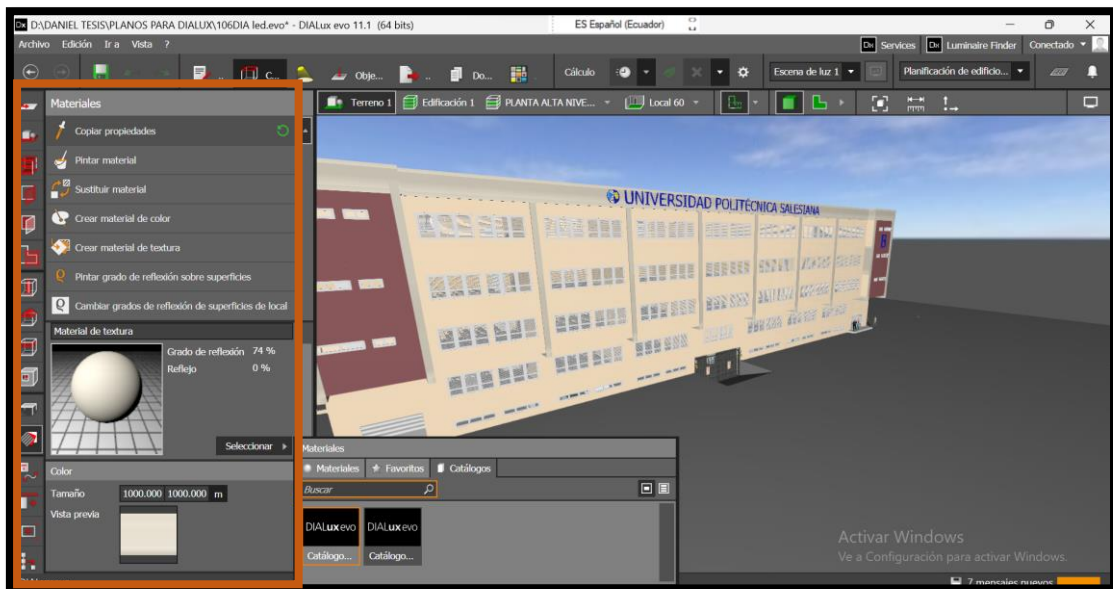 D:\DANIEL TESIS\PLANOS PARA DIALUX\106DIA led.evo* - DIALux evo 11.1 (64 bits)
ES Español (Ecuador)
Archivo Edición Ir a Vista ?
Services
Luminaire Finder
Conectado
C...
Obje...
Do...
Cálculo
Escena de luz 1
Planificación de edificio...
Materiales
Terreno 1
Edificación 1
PLANTA ALTA NIVE...
Local 60
Copiar propiedades
Pintar material
Sustituir material
Crear material de color
Crear material de textura
Pintar grado de reflexión sobre superficies
Cambiar grados de reflexión de superficies de local
Material de textura
Grado de reflexión 74 %
Reflejo 0 %
Seleccionar
Color
Tamaño 1000.000 1000.000 m
Vista previa
UNIVERSIDAD POLITÉCNICA SALESIANA
Materiales
Materiales Favoritos Catálogos
Buscar
DIALux evo DIALux evo
Catálogo... Catálogo...
Activar Windows
Ve a Configuración para activar Windows.
7 mensajes nuevos